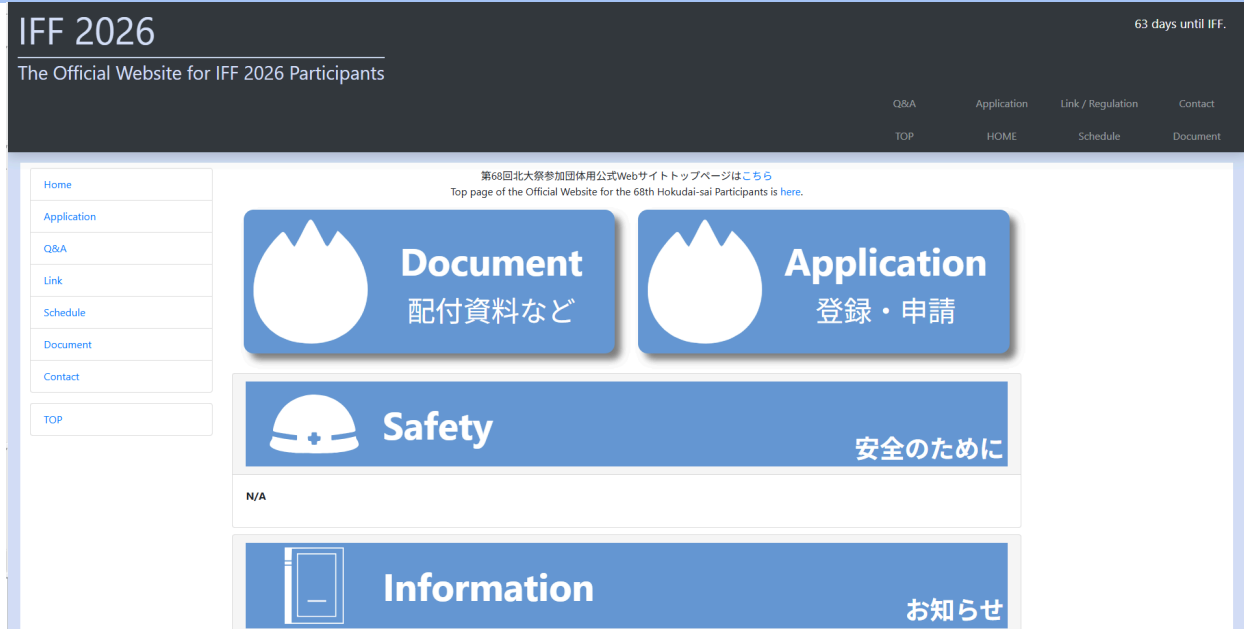 IFF 2026
63 days until IFF.
The Official Website for IFF 2026 Participants
Q&A Application Link / Regulation Contact
TOP HOME Schedule Document
Home
Application
Q&A
Link
Schedule
Document
Contact
TOP
第68回北大祭参加団体用公式Webサイトトップページはこちら
Top page of the Official Website for the 68th Hokudai-sai Participants is here.
Document
配付資料など
Application
登録・申請
Safety
安全のために
N/A
Information
お知らせ